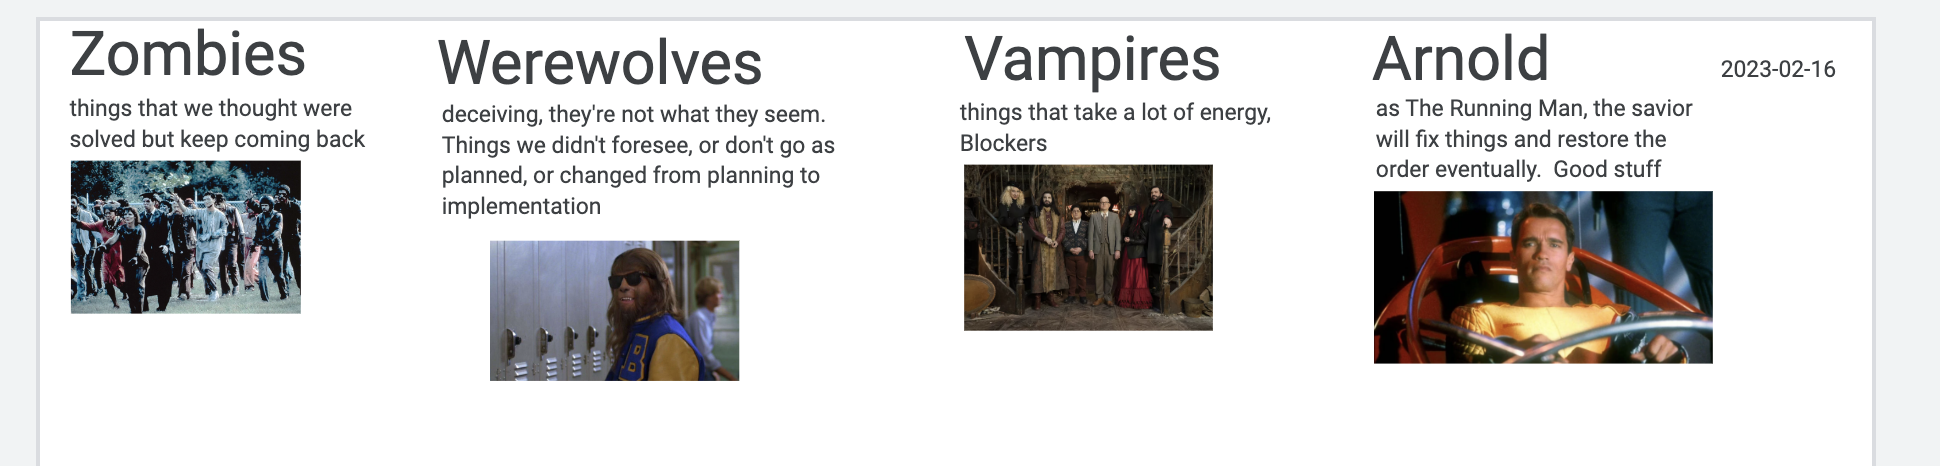 Zombies
things that we thought were
solved but keep coming back
Werewolves
deceiving, they're not what they seem.
Things we didn't foresee, or don't go as
planned, or changed from planning to
implementation
Vampires
things that take a lot of energy,
Blockers
Arnold
as The Running Man, the savior
will fix things and restore the
order eventually.  Good stuff
2023-02-16
B